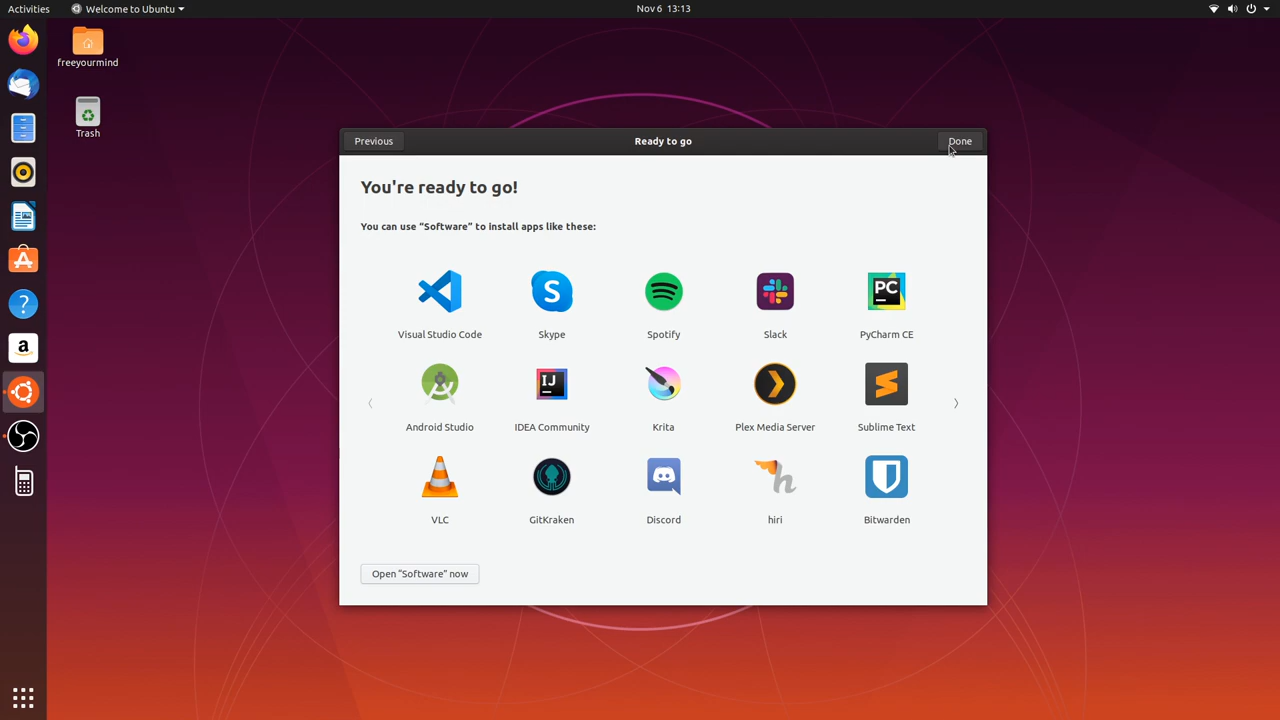 Activities
Welcome to Ubuntu
Nov 6 13:13
freeyourmind
Trash
Previous
Ready to go
Done
You're ready to go!
You can use “Software” to install apps like these:
Visual Studio Code
S
Skype
Spotify
Slack
PC
PyCharm CE
Android Studio
IJ
IDEA Community
Krita
Plex Media Server
Sublime Text
VLC
GitKraken
Discord
hiri
Bitwarden
Open “Software” now